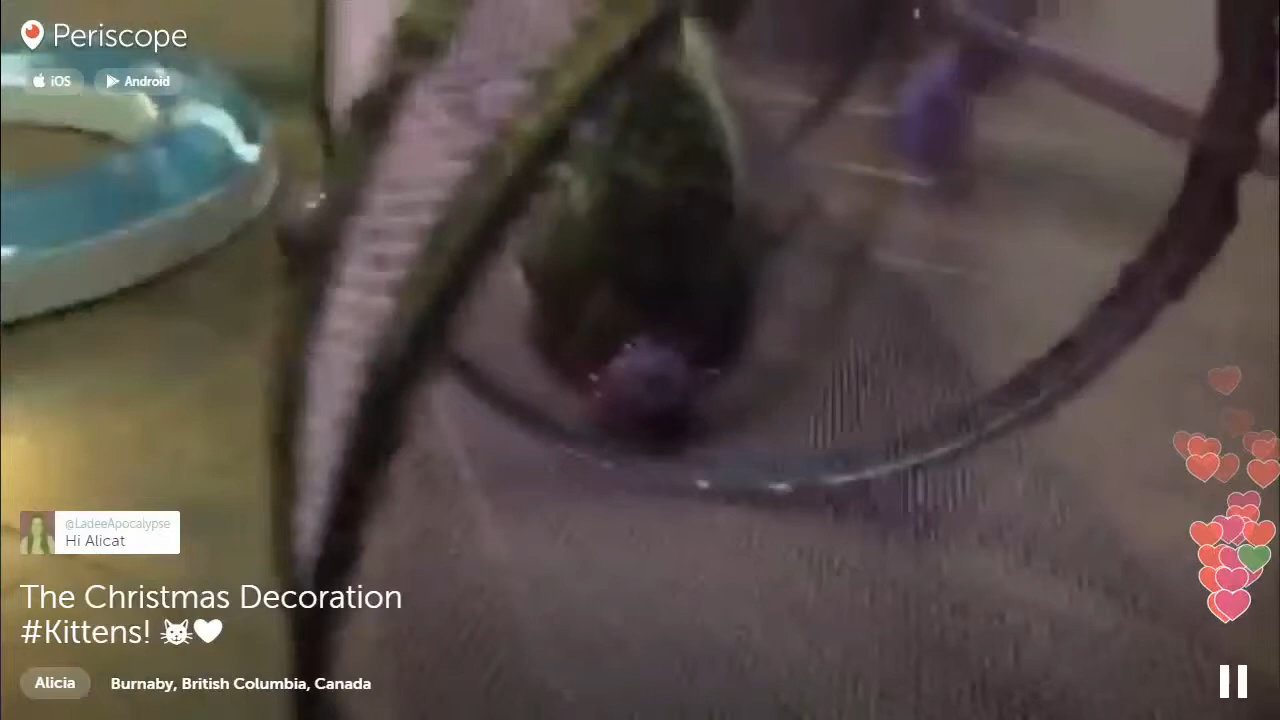 Periscope
iOS
Android
@LadeeApocalypse
Hi Alicat
The Christmas Decoration
#Kittens! 😸🤍
Alicia
Burnaby, British Columbia, Canada